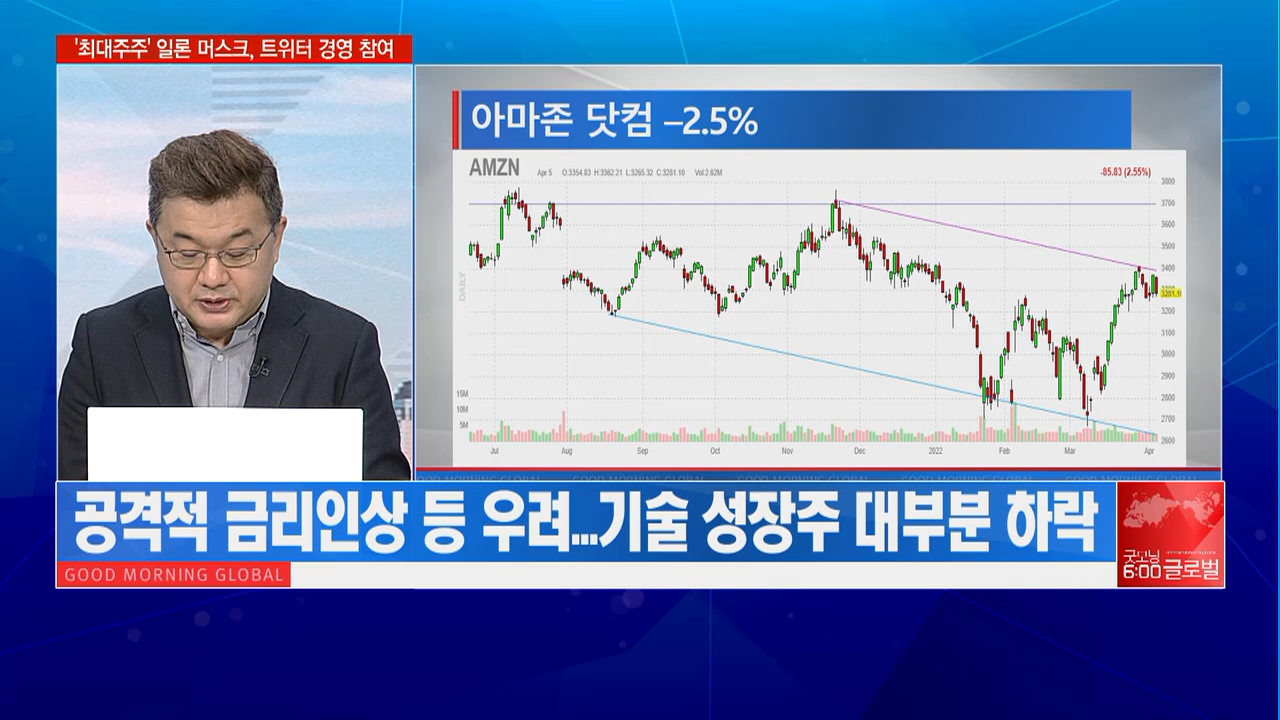 '최대주주' 일론 머스크, 트위터 경영 참여
아마존 닷컴 -2.5%
AMZN
Apr 5 O:3354.83 H:3362.21 L:3265.32 C:3281.10 Vol:2.62M
-85.83 (2.55%)
3800
3700
3600
3500
3400
3281.10
3200
3100
3000
2900
2800
2700
2600
DAILY
15M
10M
5M
Jul Aug Sep Oct Nov Dec 2022 Feb Mar Apr
공격적 금리인상 등 우려...기술 성장주 대부분 하락
GOOD MORNING GLOBAL
굿모닝
6:00 글로벌